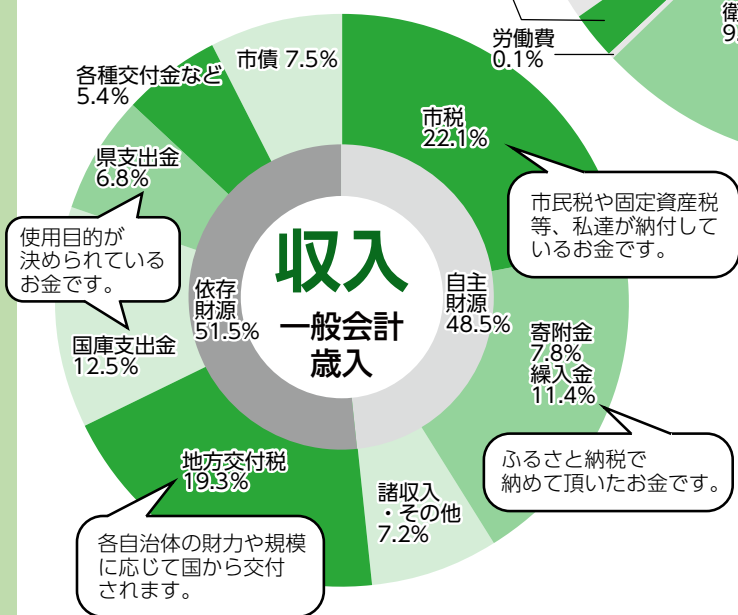 労働費
0.1%
衛
9
収入
一般会計
歳入
自主
財源
48.5%
依存
財源
51.5%
市税
22.1%
市民税や固定資産税
等、私達が納付して
いるお金です。
寄附金
7.8%
繰入金
11.4%
ふるさと納税で
納めて頂いたお金です。
諸収入
・その他
7.2%
地方交付税
19.3%
各自治体の財力や規模
に応じて国から交付
されます。
国庫支出金
12.5%
使用目的が
決められている
お金です。
県支出金
6.8%
各種交付金など
5.4%
市債 7.5%